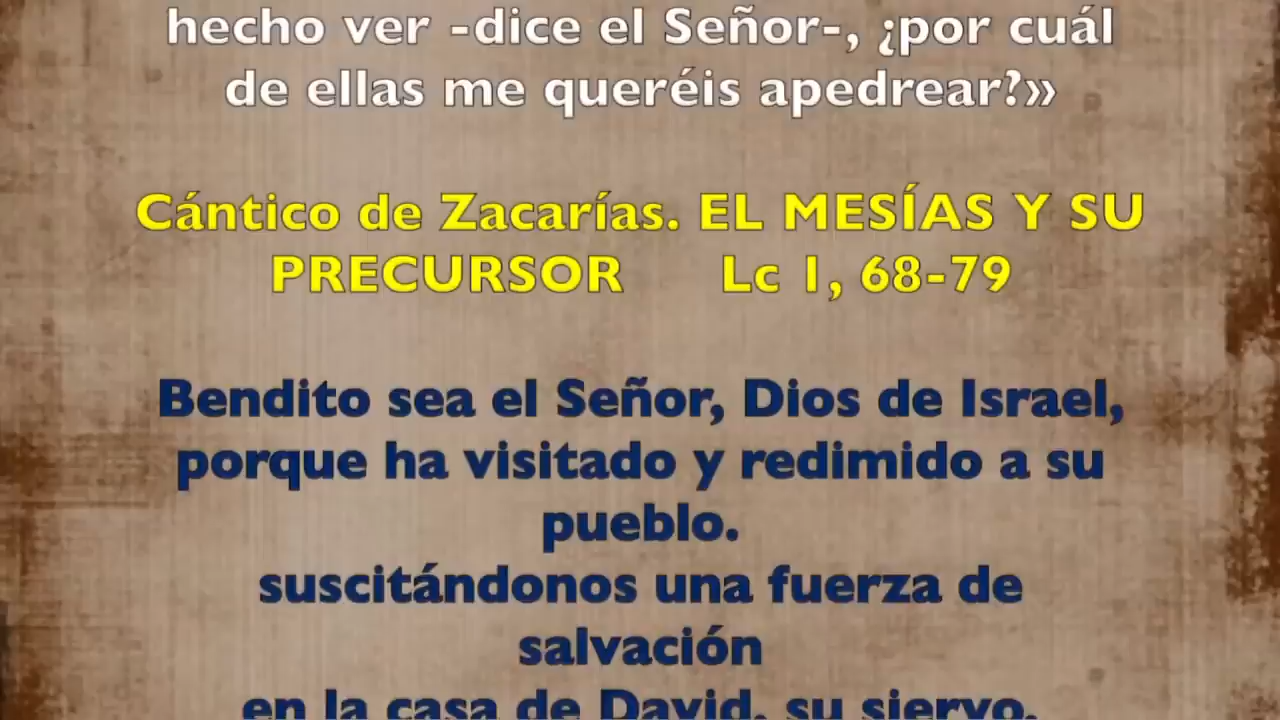 hecho ver -dice el Señor-, ¿por cuál
de ellas me queréis apedrear?»
Cántico de Zacarías. EL MESÍAS Y SU
PRECURSOR Lc 1, 68-79
Bendito sea el Señor, Dios de Israel,
porque ha visitado y redimido a su
pueblo.
suscitándonos una fuerza de
salvación
en la casa de David, su siervo,